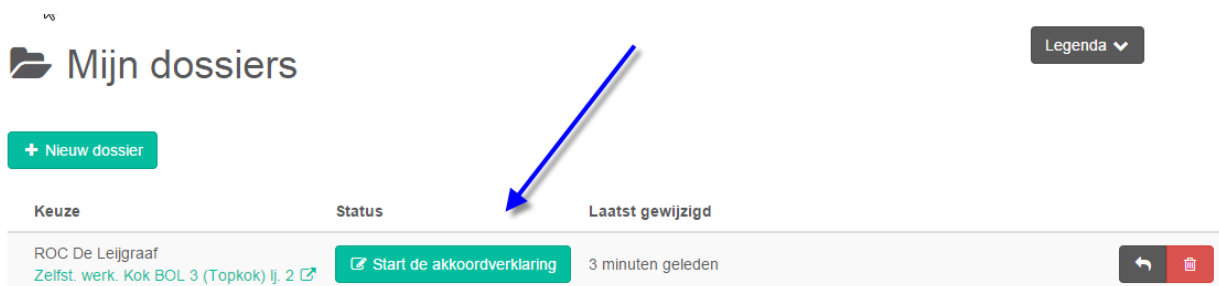 Mijn dossiers
Legenda
Nieuw dossier
Keuze Status Laatst gewijzigd
ROC De Leijgraaf
Zelfst. werk. Kok BOL 3 (Topkok) lj. 2
Start de akkoordverklaring
3 minuten geleden